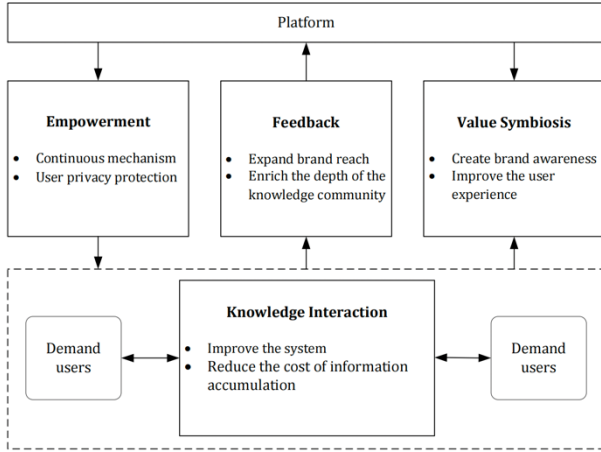 Platform
Empowerment
• Continuous mechanism
• User privacy protection
Feedback
• Expand brand reach
• Enrich the depth of the
knowledge community
Value Symbiosis
• Create brand awareness
• Improve the user
experience
Demand
users
Knowledge Interaction
• Improve the system
• Reduce the cost of information
accumulation
Demand
users